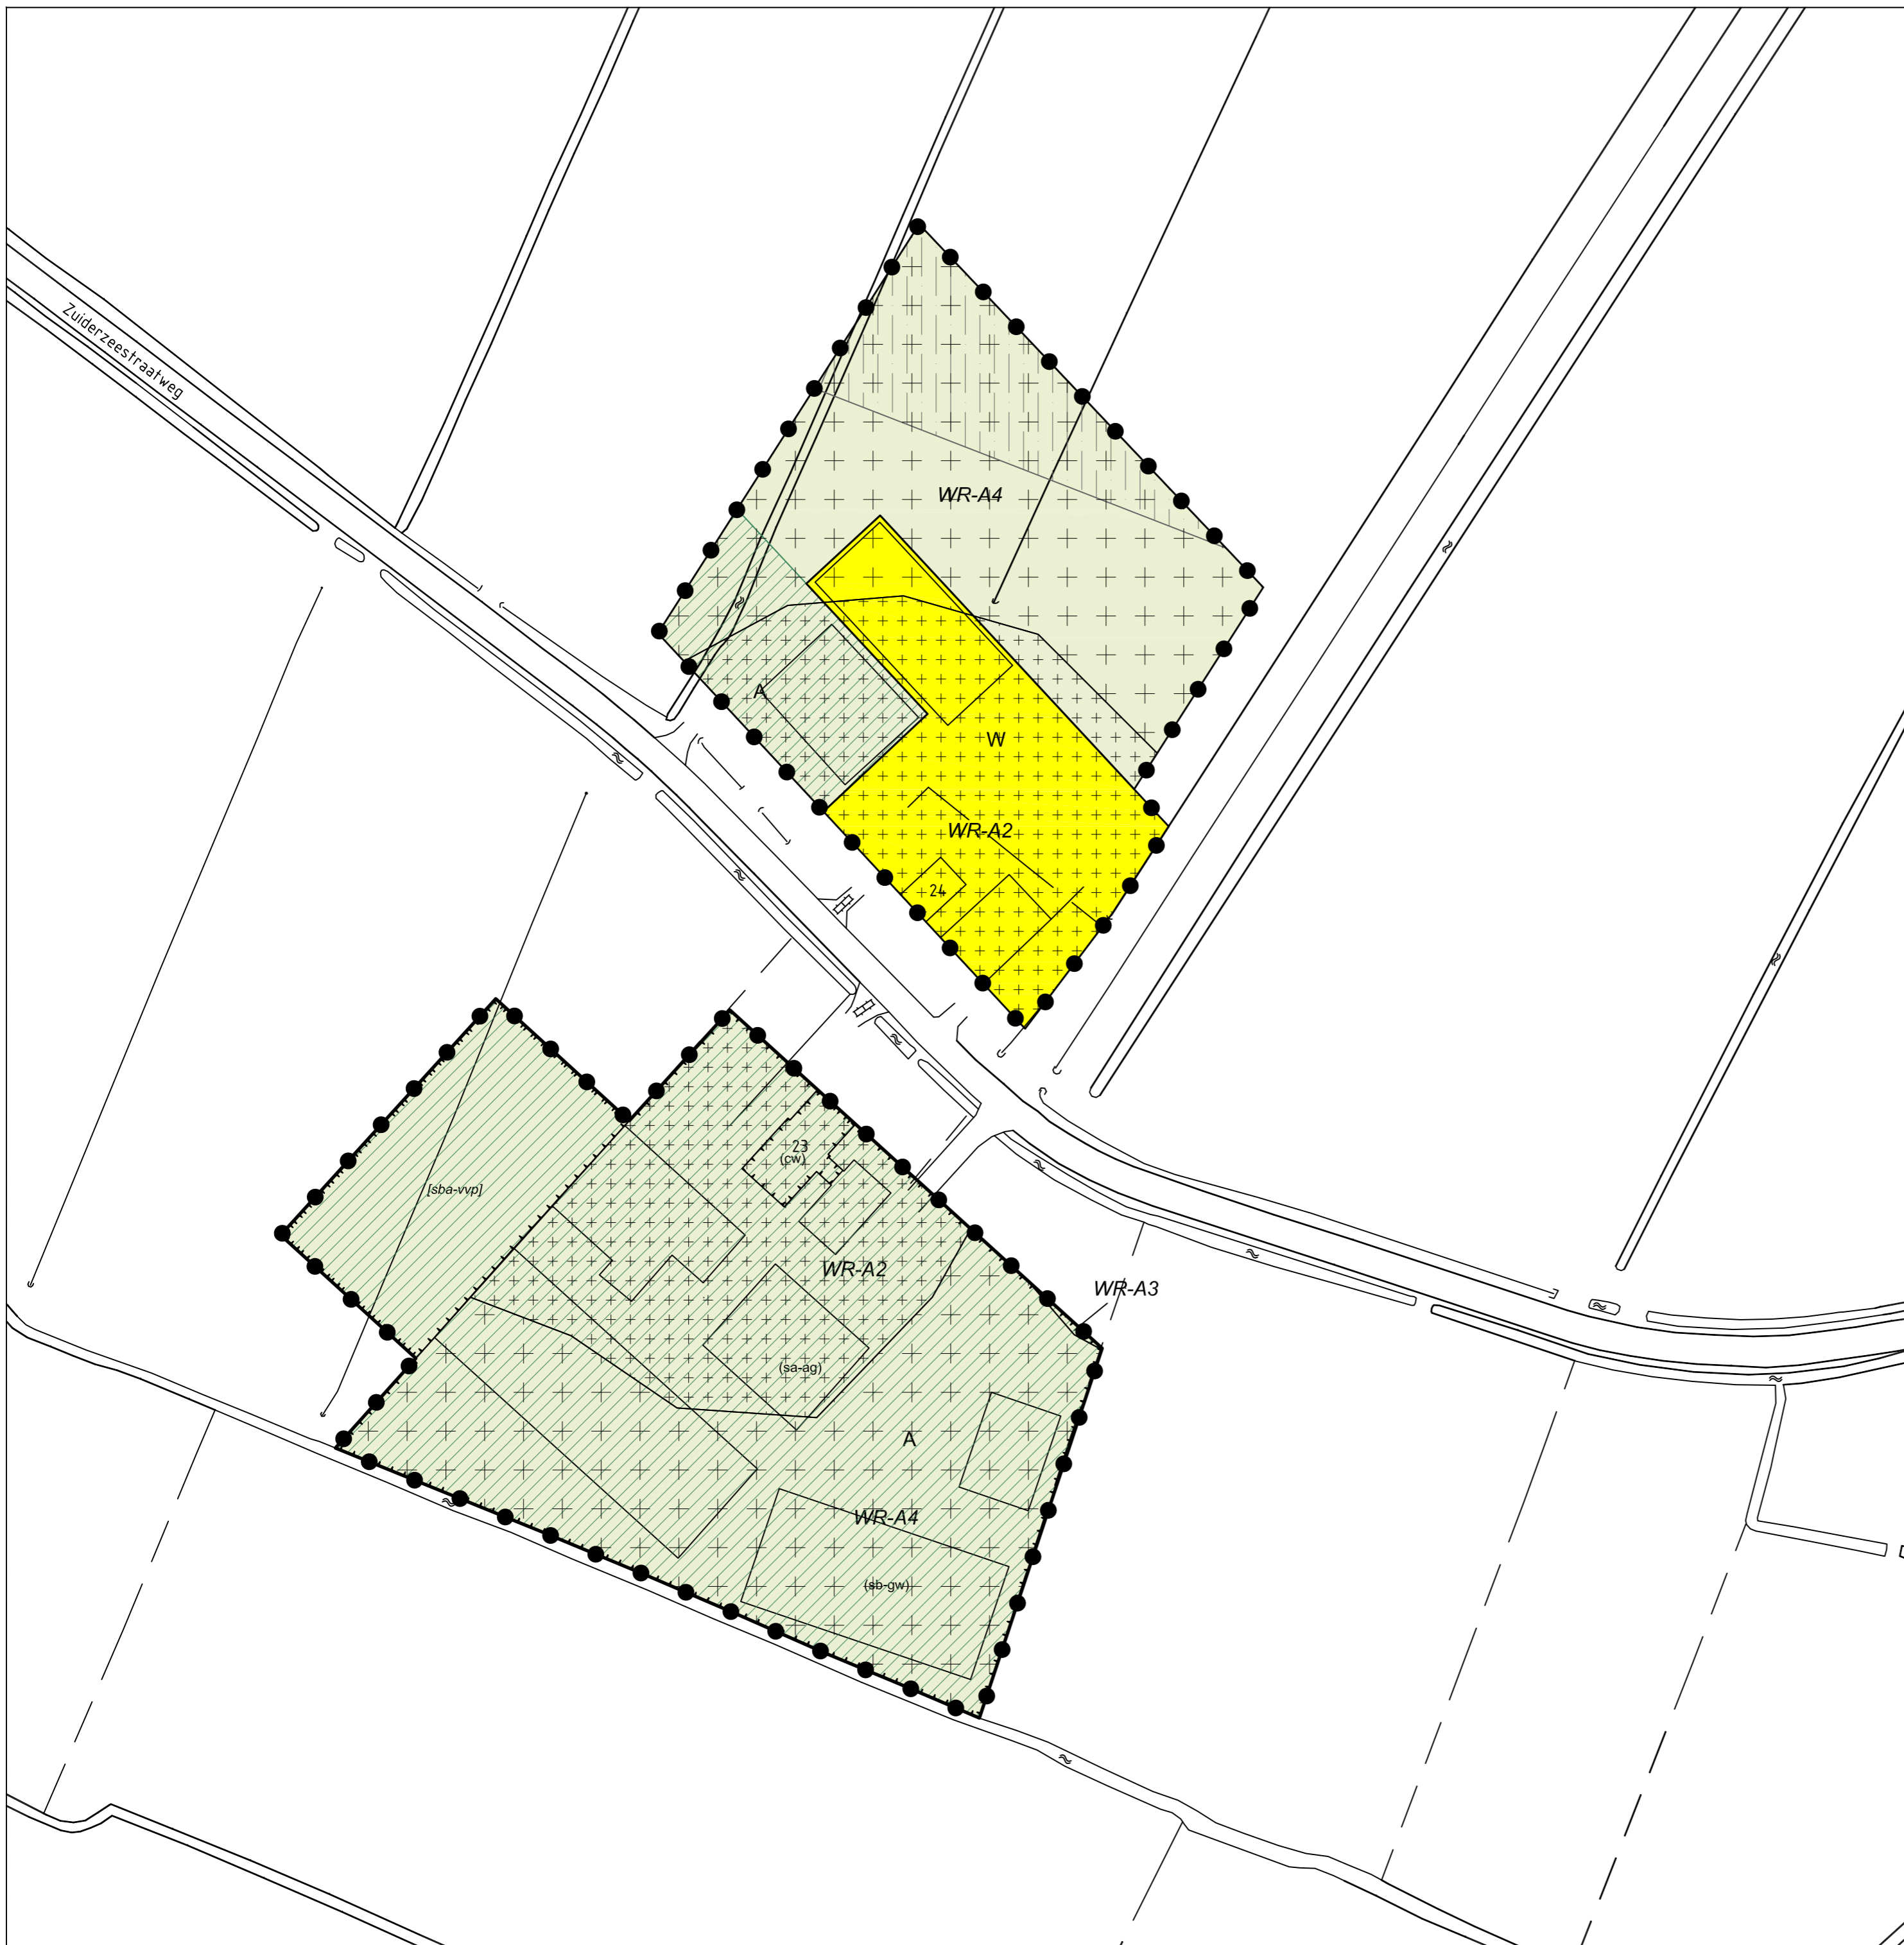 Zuiderzeestraatweg
WR-A4
A
W
WR-A2
24
23
(cw)
[sba-vvp]
WR-A2
WR-A3
(sa-ag)
A
WR-A4
(sb-gw)